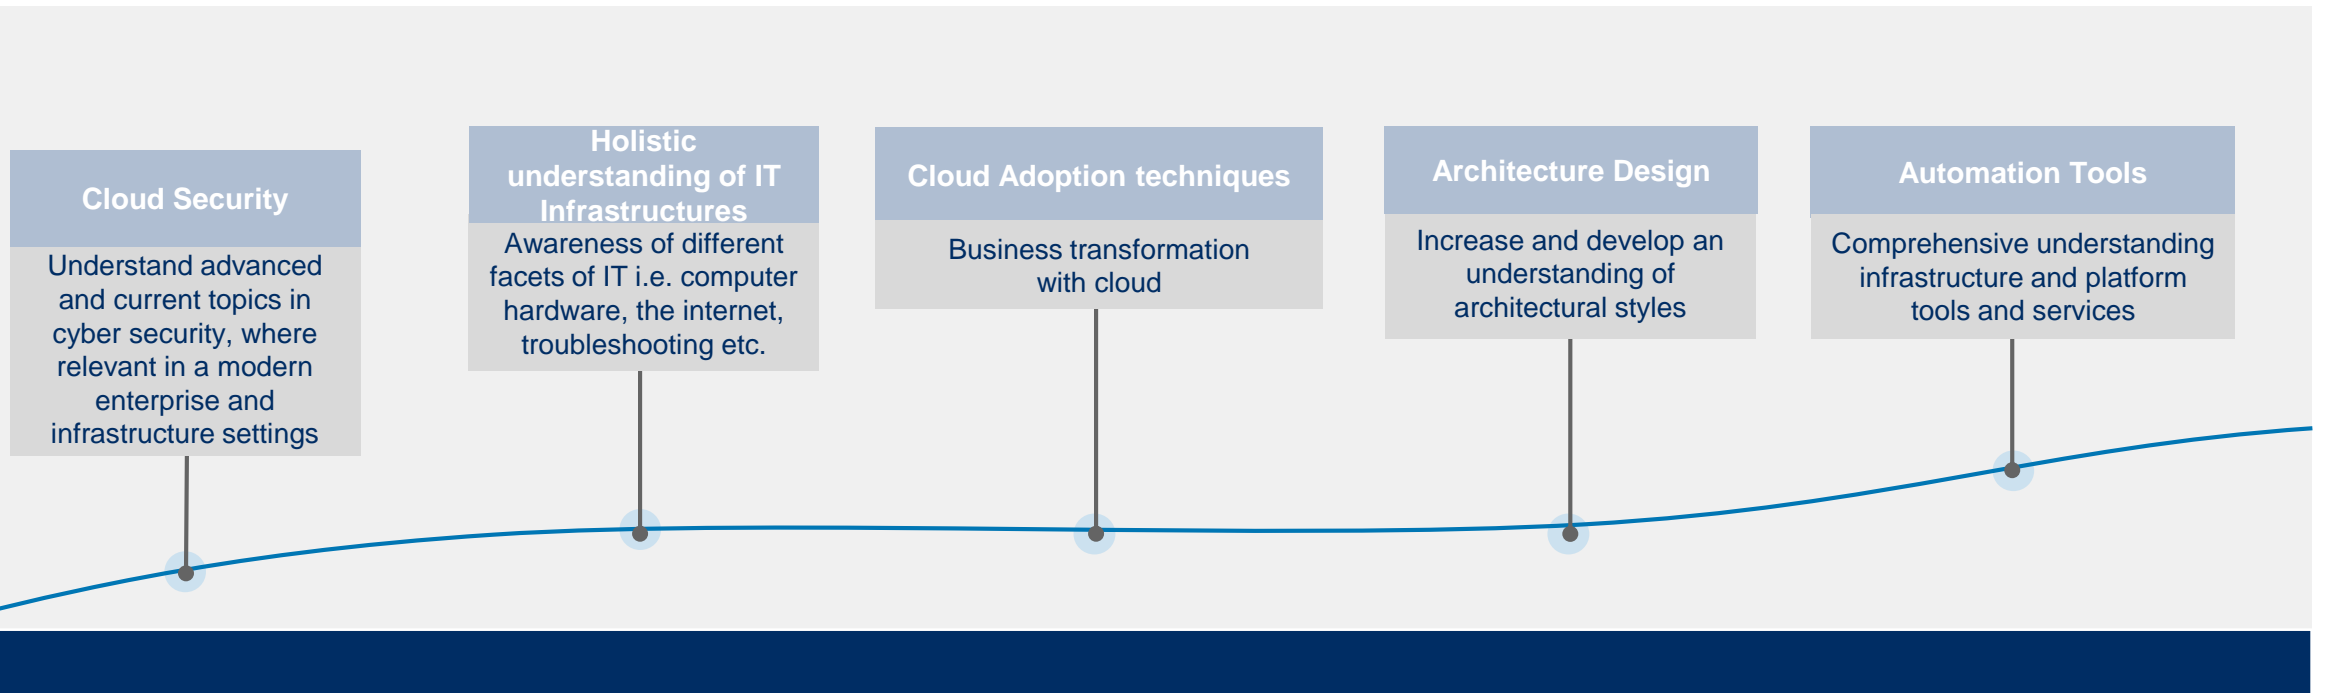 Cloud Security
Understand advanced
and current topics in
cyber security, where
relevant in a modern
enterprise and
infrastructure settings
Holistic
understanding of IT
Infrastructures
Awareness of different
facets of IT i.e. computer
hardware, the internet,
troubleshooting etc.
Cloud Adoption techniques
Business transformation
with cloud
Architecture Design
Increase and develop an
understanding of
architectural styles
Automation Tools
Comprehensive understanding
infrastructure and platform
tools and services